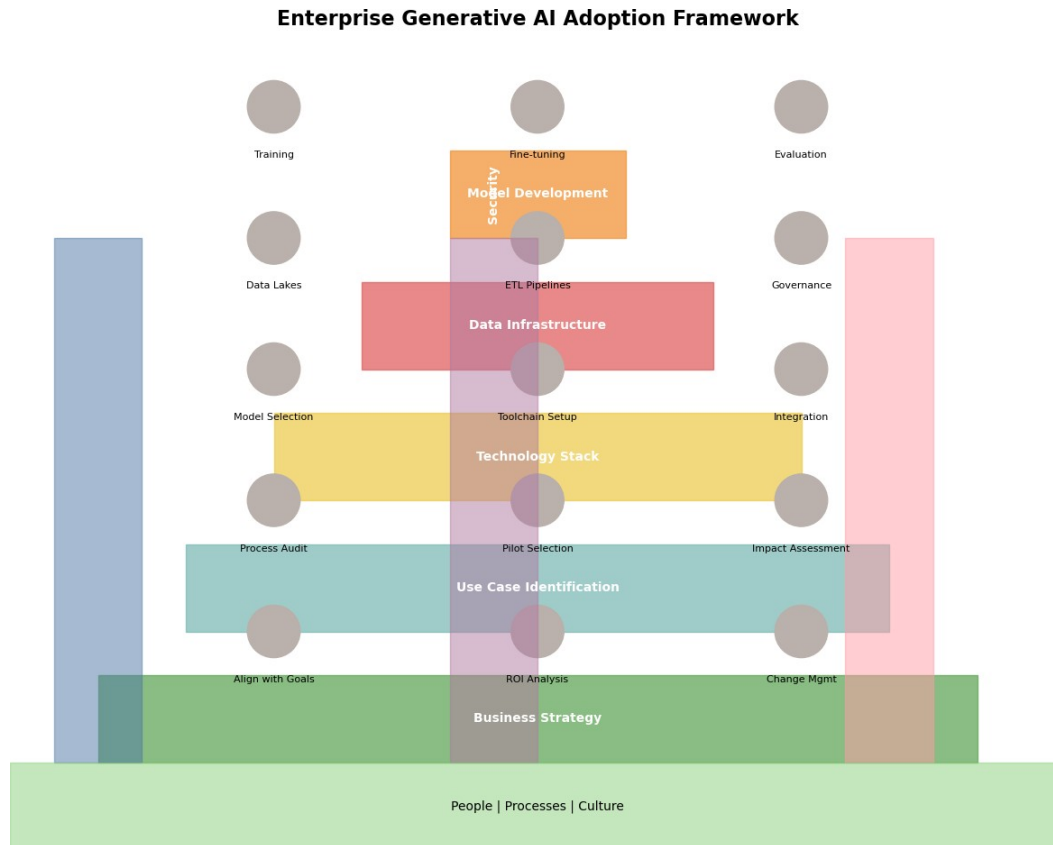 Enterprise Generative AI Adoption Framework
Training
Fine-tuning
Evaluation
Security
Model Development
Data Lakes
ETL Pipelines
Governance
Data Infrastructure
Model Selection
Toolchain Setup
Integration
Technology Stack
Process Audit
Pilot Selection
Impact Assessment
Use Case Identification
Align with Goals
ROI Analysis
Change Mgmt
Business Strategy
People | Processes | Culture